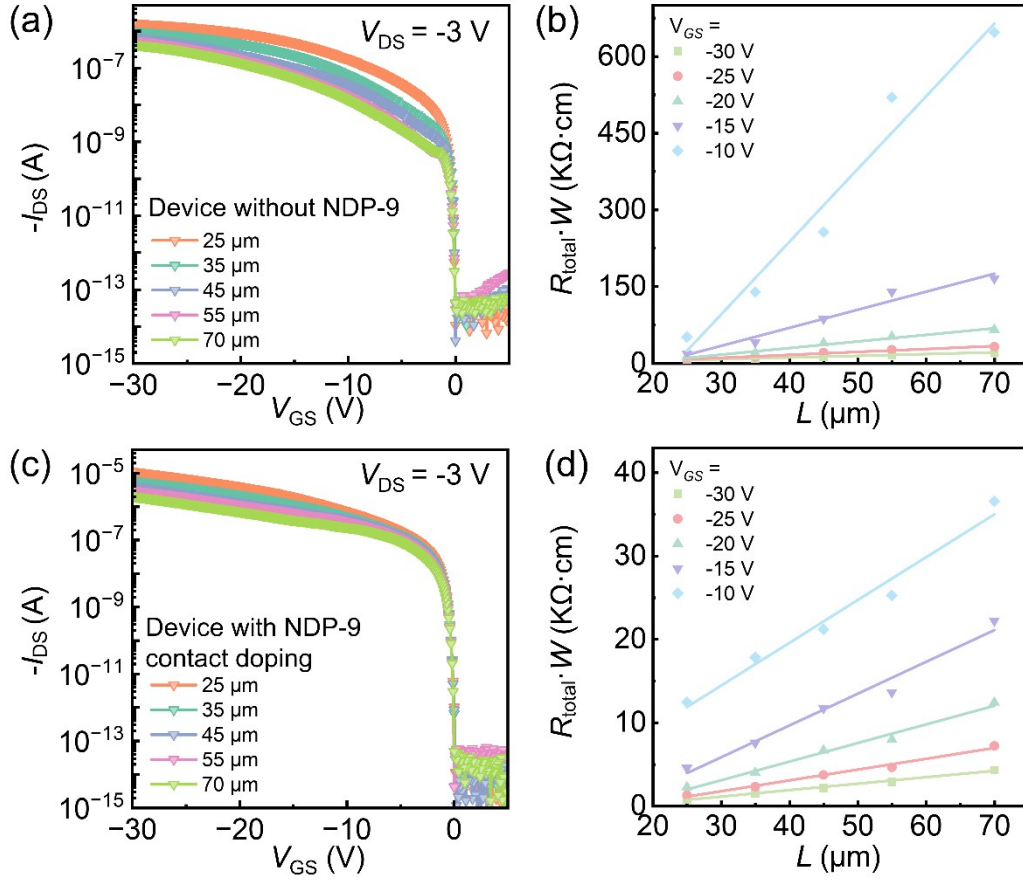 (a)
V_DS = -3 V
10⁻⁷
10⁻⁹
10⁻¹¹
10⁻¹³
10⁻¹⁵
-I_DS (A)
Device without NDP-9
25 µm
35 µm
45 µm
55 µm
70 µm
−30 −20 −10 0
V_GS (V)
(b)
V_GS =
-30 V
-25 V
-20 V
-15 V
-10 V
600
450
300
150
0
R_total·W (KΩ·cm)
20 30 40 50 60 70
L (µm)
(c)
V_DS = -3 V
10⁻⁵
10⁻⁷
10⁻⁹
10⁻¹¹
10⁻¹³
10⁻¹⁵
-I_DS (A)
Device with NDP-9
contact doping
25 µm
35 µm
45 µm
55 µm
70 µm
−30 −20 −10 0
V_GS (V)
(d)
V_GS =
-30 V
-25 V
-20 V
-15 V
-10 V
40
30
20
10
0
R_total·W (KΩ·cm)
20 30 40 50 60 70
L (µm)